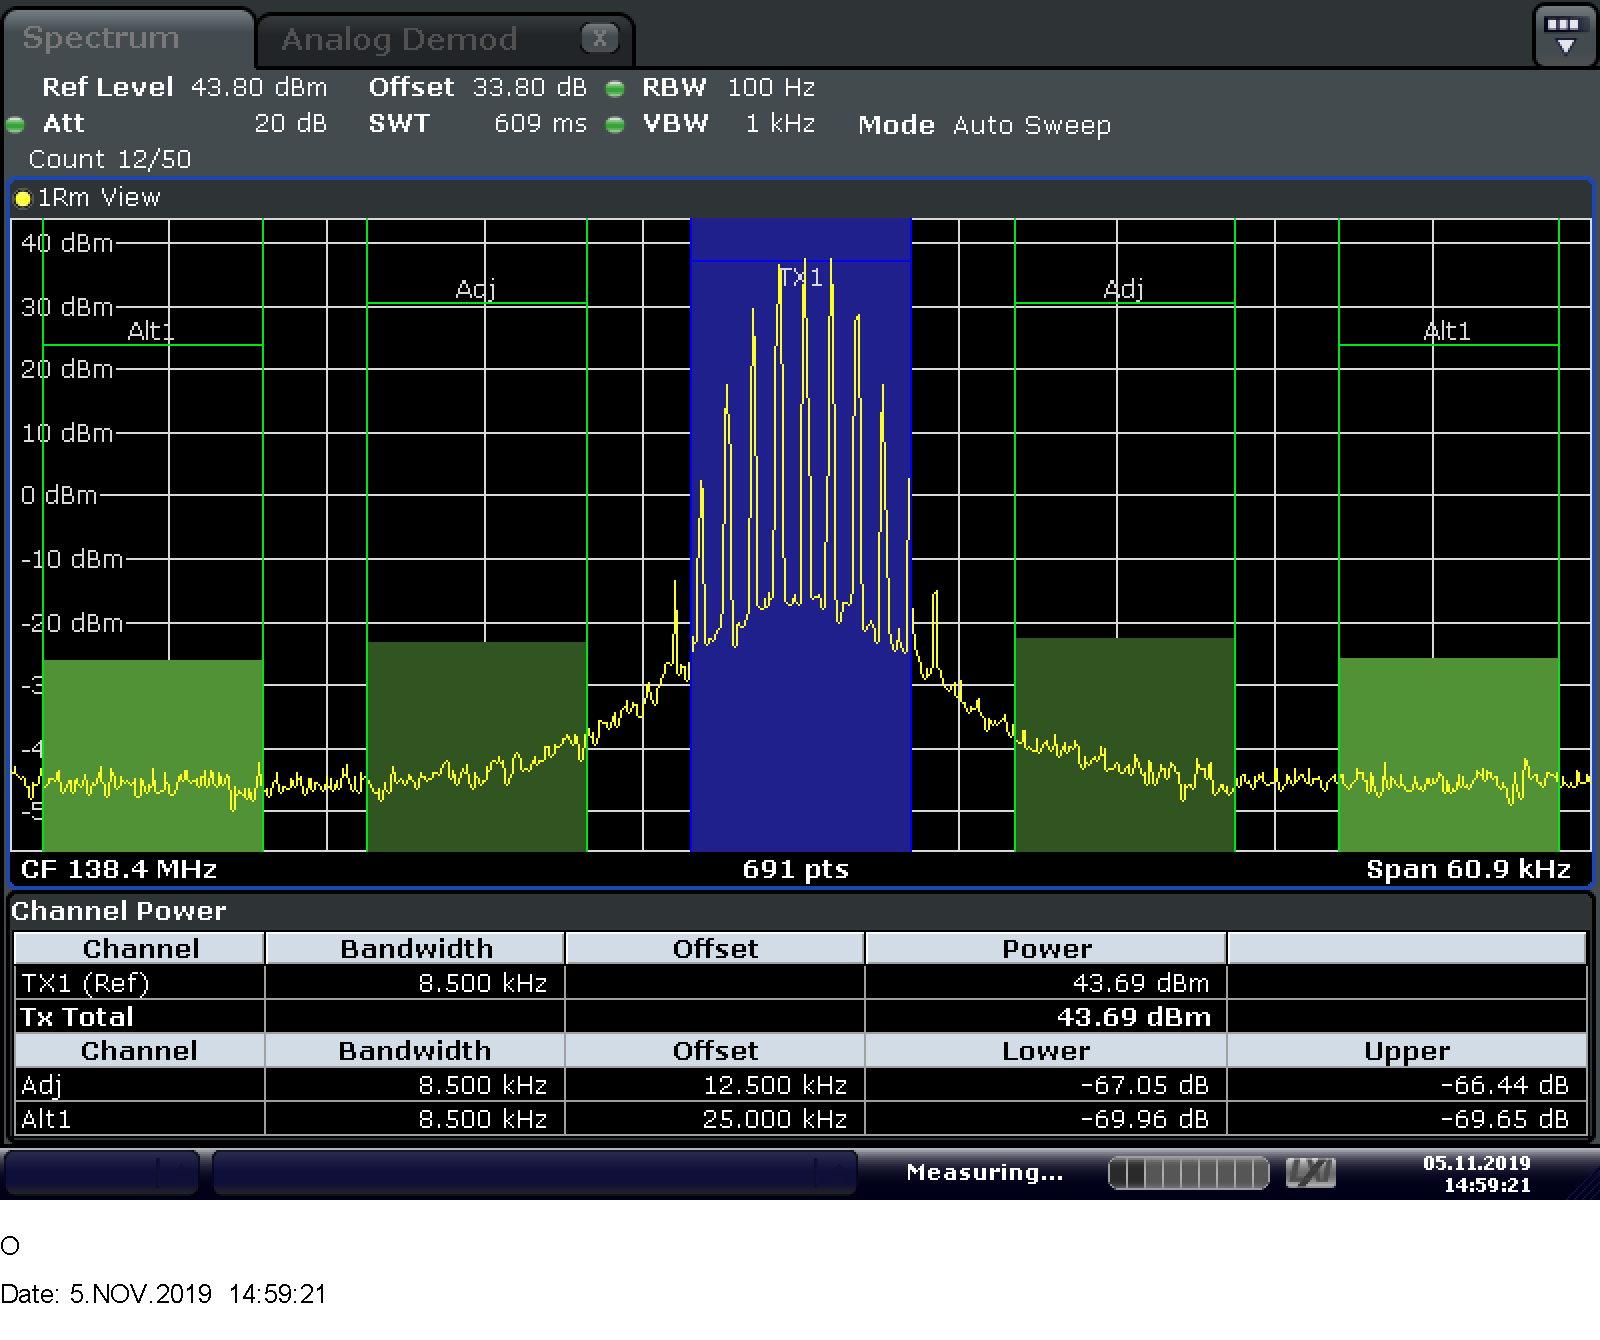 Spectrum Analog Demod X
Ref Level 43.80 dBm Offset 33.80 dB RBW 100 Hz
Att 20 dB SWT 609 ms VBW 1 kHz Mode Auto Sweep
Count 12/50
1Rm View
40 dBm
Adj TX1 Adj
30 dBm
Alt1 Alt1
20 dBm
10 dBm
0 dBm
-10 dBm
-20 dBm
-3
-4
-5
CF 138.4 MHz 691 pts Span 60.9 kHz
Channel Power
Channel Bandwidth Offset Power
TX1 (Ref) 8.500 kHz 43.69 dBm
Tx Total 43.69 dBm
Channel Bandwidth Offset Lower Upper
Adj 8.500 kHz 12.500 kHz -67.05 dB -66.44 dB
Alt1 8.500 kHz 25.000 kHz -69.96 dB -69.65 dB
Measuring... LXI 05.11.2019
14:59:21
O
Date: 5.NOV.2019 14:59:21